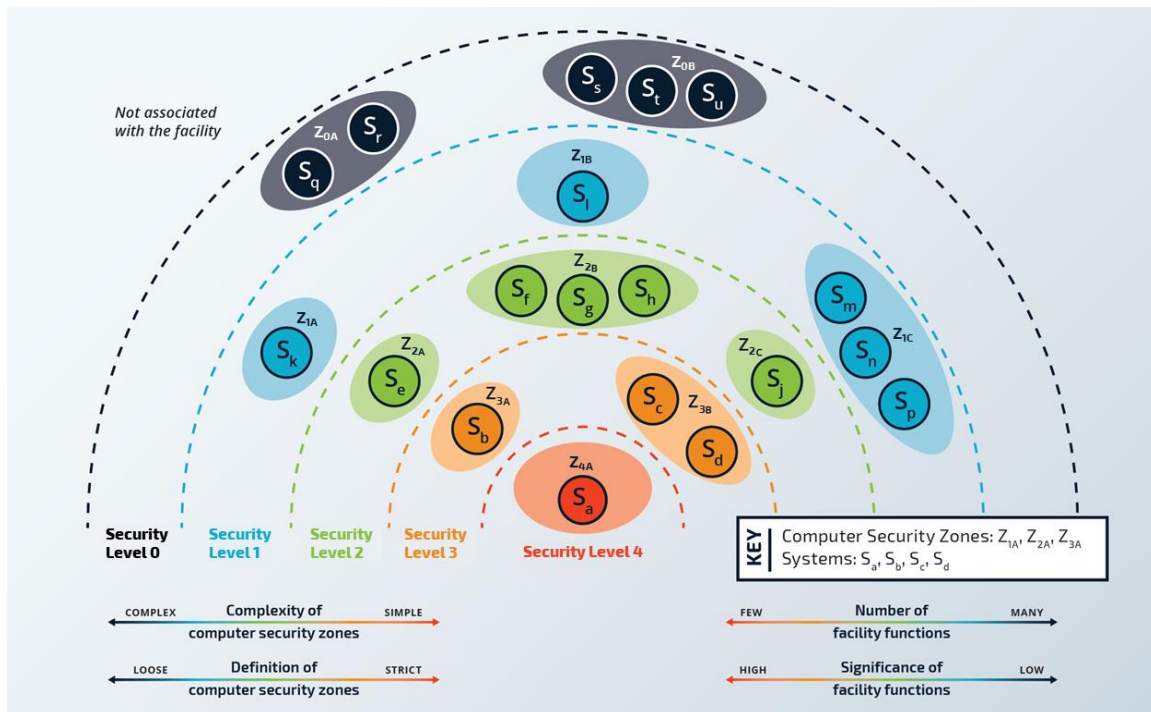 Not associated
with the facility
Z0A
Sr
Sq
Z0B
Ss
St
Su
Z1B
Sl
Z1A
Sk
Z2B
Sf
Sg
Sh
Sm
Z1C
Sn
Sp
Z2A
Se
Z2C
Sj
Z3A
Sb
Sc
Z3B
Sd
Z4A
Sa
Security
Level 0
Security
Level 1
Security
Level 2
Security
Level 3
Security Level 4
KEY
Computer Security Zones: Z1A, Z2A, Z3A
Systems: Sa, Sb, Sc, Sd
COMPLEX
Complexity of
SIMPLE
computer security zones
LOOSE
Definition of
STRICT
computer security zones
FEW
Number of
MANY
facility functions
HIGH
Significance of
LOW
facility functions